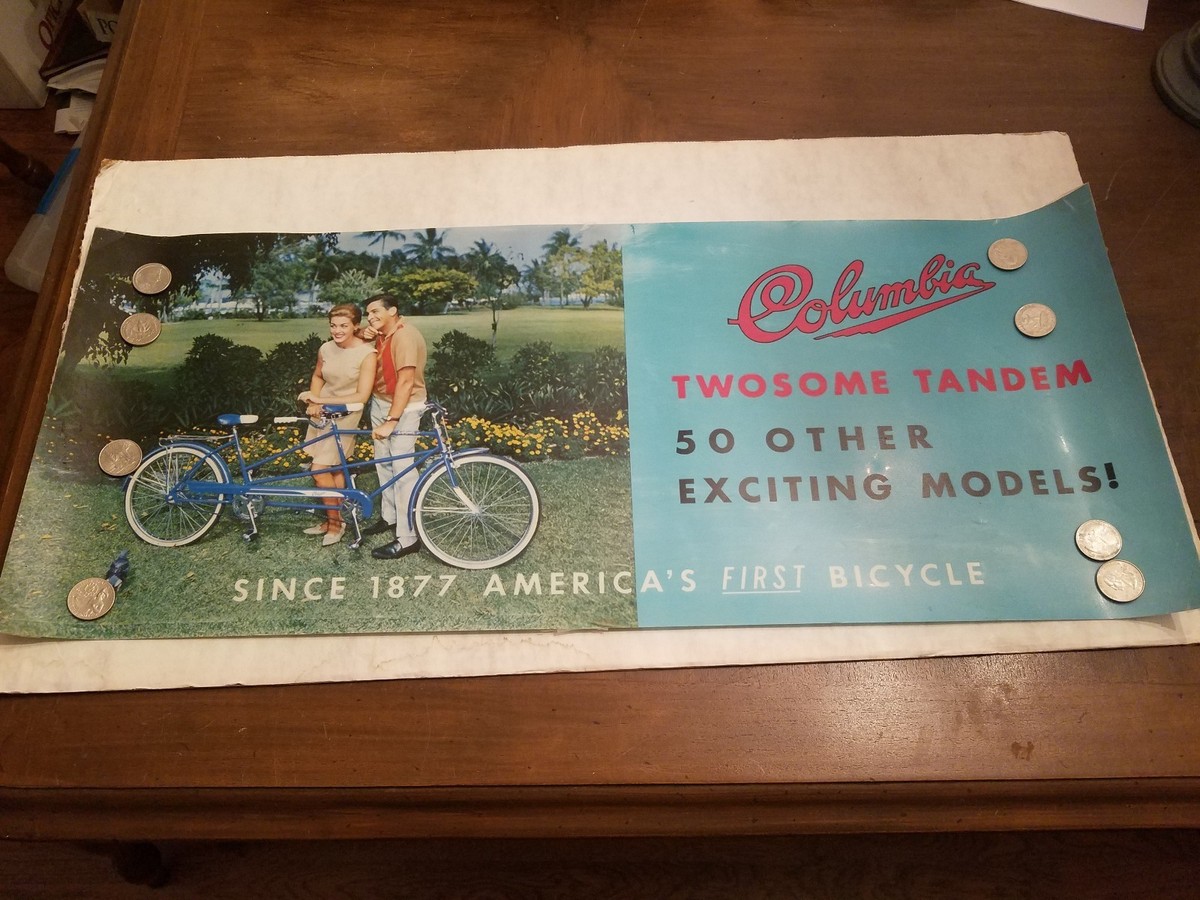 Columbia
TWOSOME TANDEM
50 OTHER
EXCITING MODELS!
SINCE 1877 AMERICA'S FIRST BICYCLE